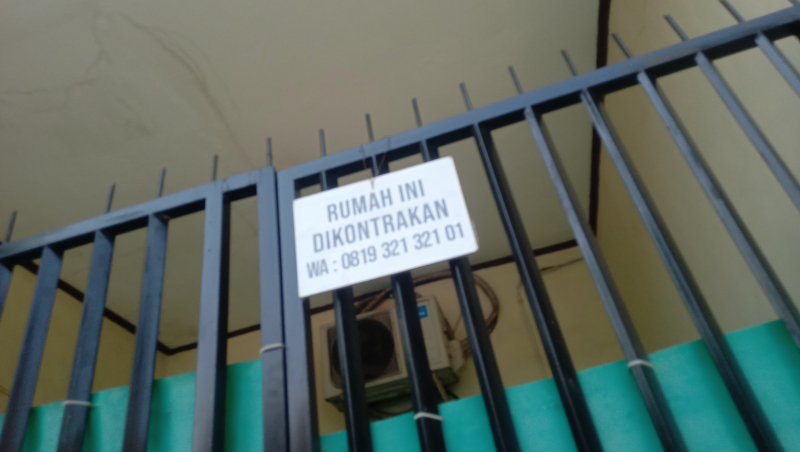 RUMAH INI
DIKONTRAKAN
WA : 0819 321 321 01